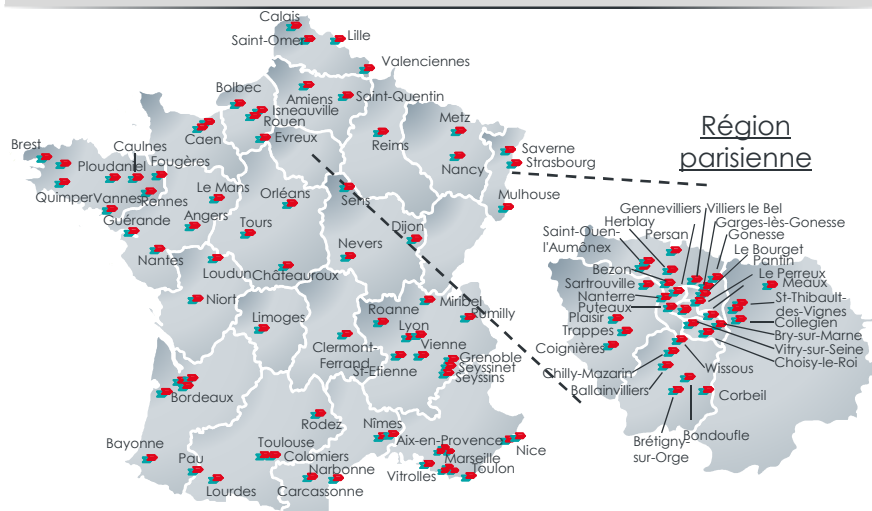 Calais
Saint-Omer
Lille
Valenciennes
Bolbec
Amiens
Saint-Quentin
Isneauville
Rouen
Caen
Evreux
Reims
Metz
Nancy
Saverne
Strasbourg
Mulhouse
Brest
Caulnes
Ploudaniel
Fougères
Quimper
Vannes
Rennes
Le Mans
Orléans
Sens
Guérande
Angers
Tours
Dijon
Nantes
Nevers
Loudun
Châteauroux
Niort
Miribel
Roanne
Rumilly
Limoges
Lyon
Clermont-
Ferrand
Vienne
St-Etienne
Grenoble
Seyssinet
Seyssins
Bordeaux
Rodez
Nîmes
Bayonne
Toulouse
Colomiers
Aix-en-Provence
Nice
Pau
Marseille
Narbonne
Vitrolles
Toulon
Lourdes
Carcassonne
Région
parisienne
Gennevilliers
Villiers le Bel
Herblay
Garges-lès-Gonesse
Saint-Ouen-
l'Aumônex
Persan
Gonesse
Le Bourget
Bezon
Pantin
Sartrouville
Le Perreux
Meaux
Nanterre
Puteaux
St-Thibault-
des-Vignes
Plaisir
Collegien
Trappes
Bry-sur-Marne
Coignières
Vitry-sur-Seine
Choisy-le-Roi
Chilly-Mazarin
Wissous
Ballainvilliers
Corbeil
Brétigny-
sur-Orge
Bondoufle